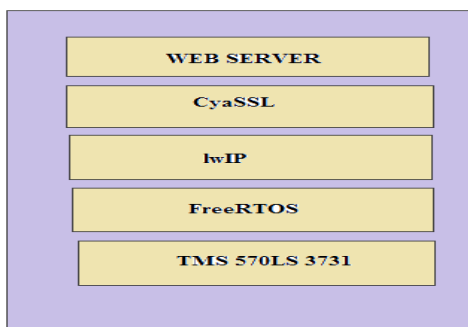 WEB SERVER
CyaSSL
lwIP
FreeRTOS
TMS 570LS 3731